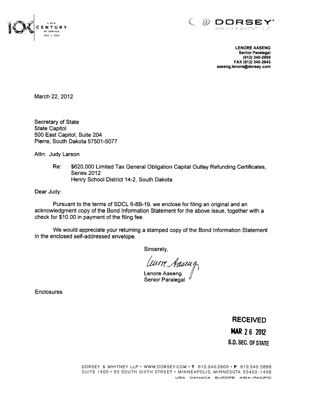 A NEW
CENTURY
OF SERVICE
DORSEY
DORSEY & WHITNEY LLP
LENORE AASENG
Senior Paralegal
(612) 340-2869
FAX (612) 340-2643
aaseng.lenore@dorsey.com
March 22, 2012
Secretary of State
State Capitol
500 East Capitol, Suite 204
Pierre, South Dakota 57501-5077
Attn: Judy Larson
Re: $620,000 Limited Tax General Obligation Capital Outlay Refunding Certificates,
Series 2012
Henry School District 14-2, South Dakota
Dear Judy:
Pursuant to the terms of SDCL 6-8B-19, we enclose for filing an original and an
acknowledgment copy of the Bond Information Statement for the above issue, together with a
check for $10.00 in payment of the filing fee.
We would appreciate your returning a stamped copy of the Bond Information Statement
in the enclosed self-addressed envelope.
Sincerely,
Lenore Aaseng
Lenore Aaseng
Senior Paralegal
Enclosures
RECEIVED
MAR 26 2012
S.D. SEC. OF STATE
DORSEY & WHITNEY LLP • WWW.DORSEY.COM • T 612.340.2600 • F 612.340.2868
SUITE 1500 • 50 SOUTH SIXTH STREET • MINNEAPOLIS, MINNESOTA 55402-1498
USA CANADA EUROPE ASIA-PACIFIC